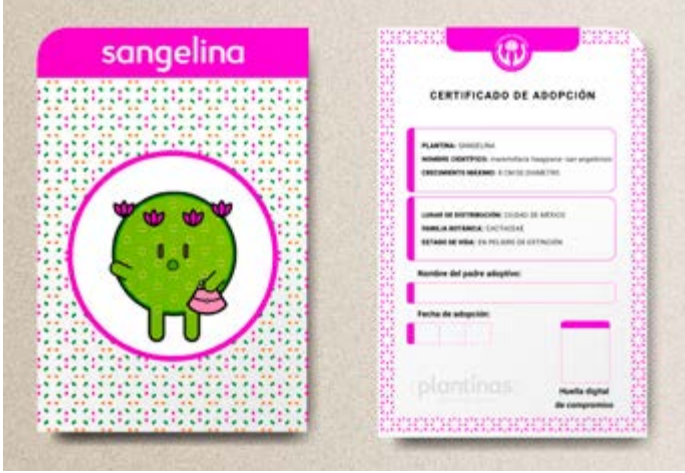 sangelina
CERTIFICADO DE ADOPCIÓN
PLANTINA: SANGELINA
NOMBRE CIENTÍFICO: mammillaria haageana san angelensis
CRECIMIENTO MÁXIMO: 8 CM DE DIAMETRO
LUGAR DE DISTRIBUCIÓN: CIUDAD DE MÉXICO
FAMILIA BOTÁNICA: CACTACEAE
ESTADO DE VIDA: EN PELIGRO DE EXTINCIÓN
Nombre del padre adoptivo:
Fecha de adopción:
plantinas
Huella digital
de compromiso